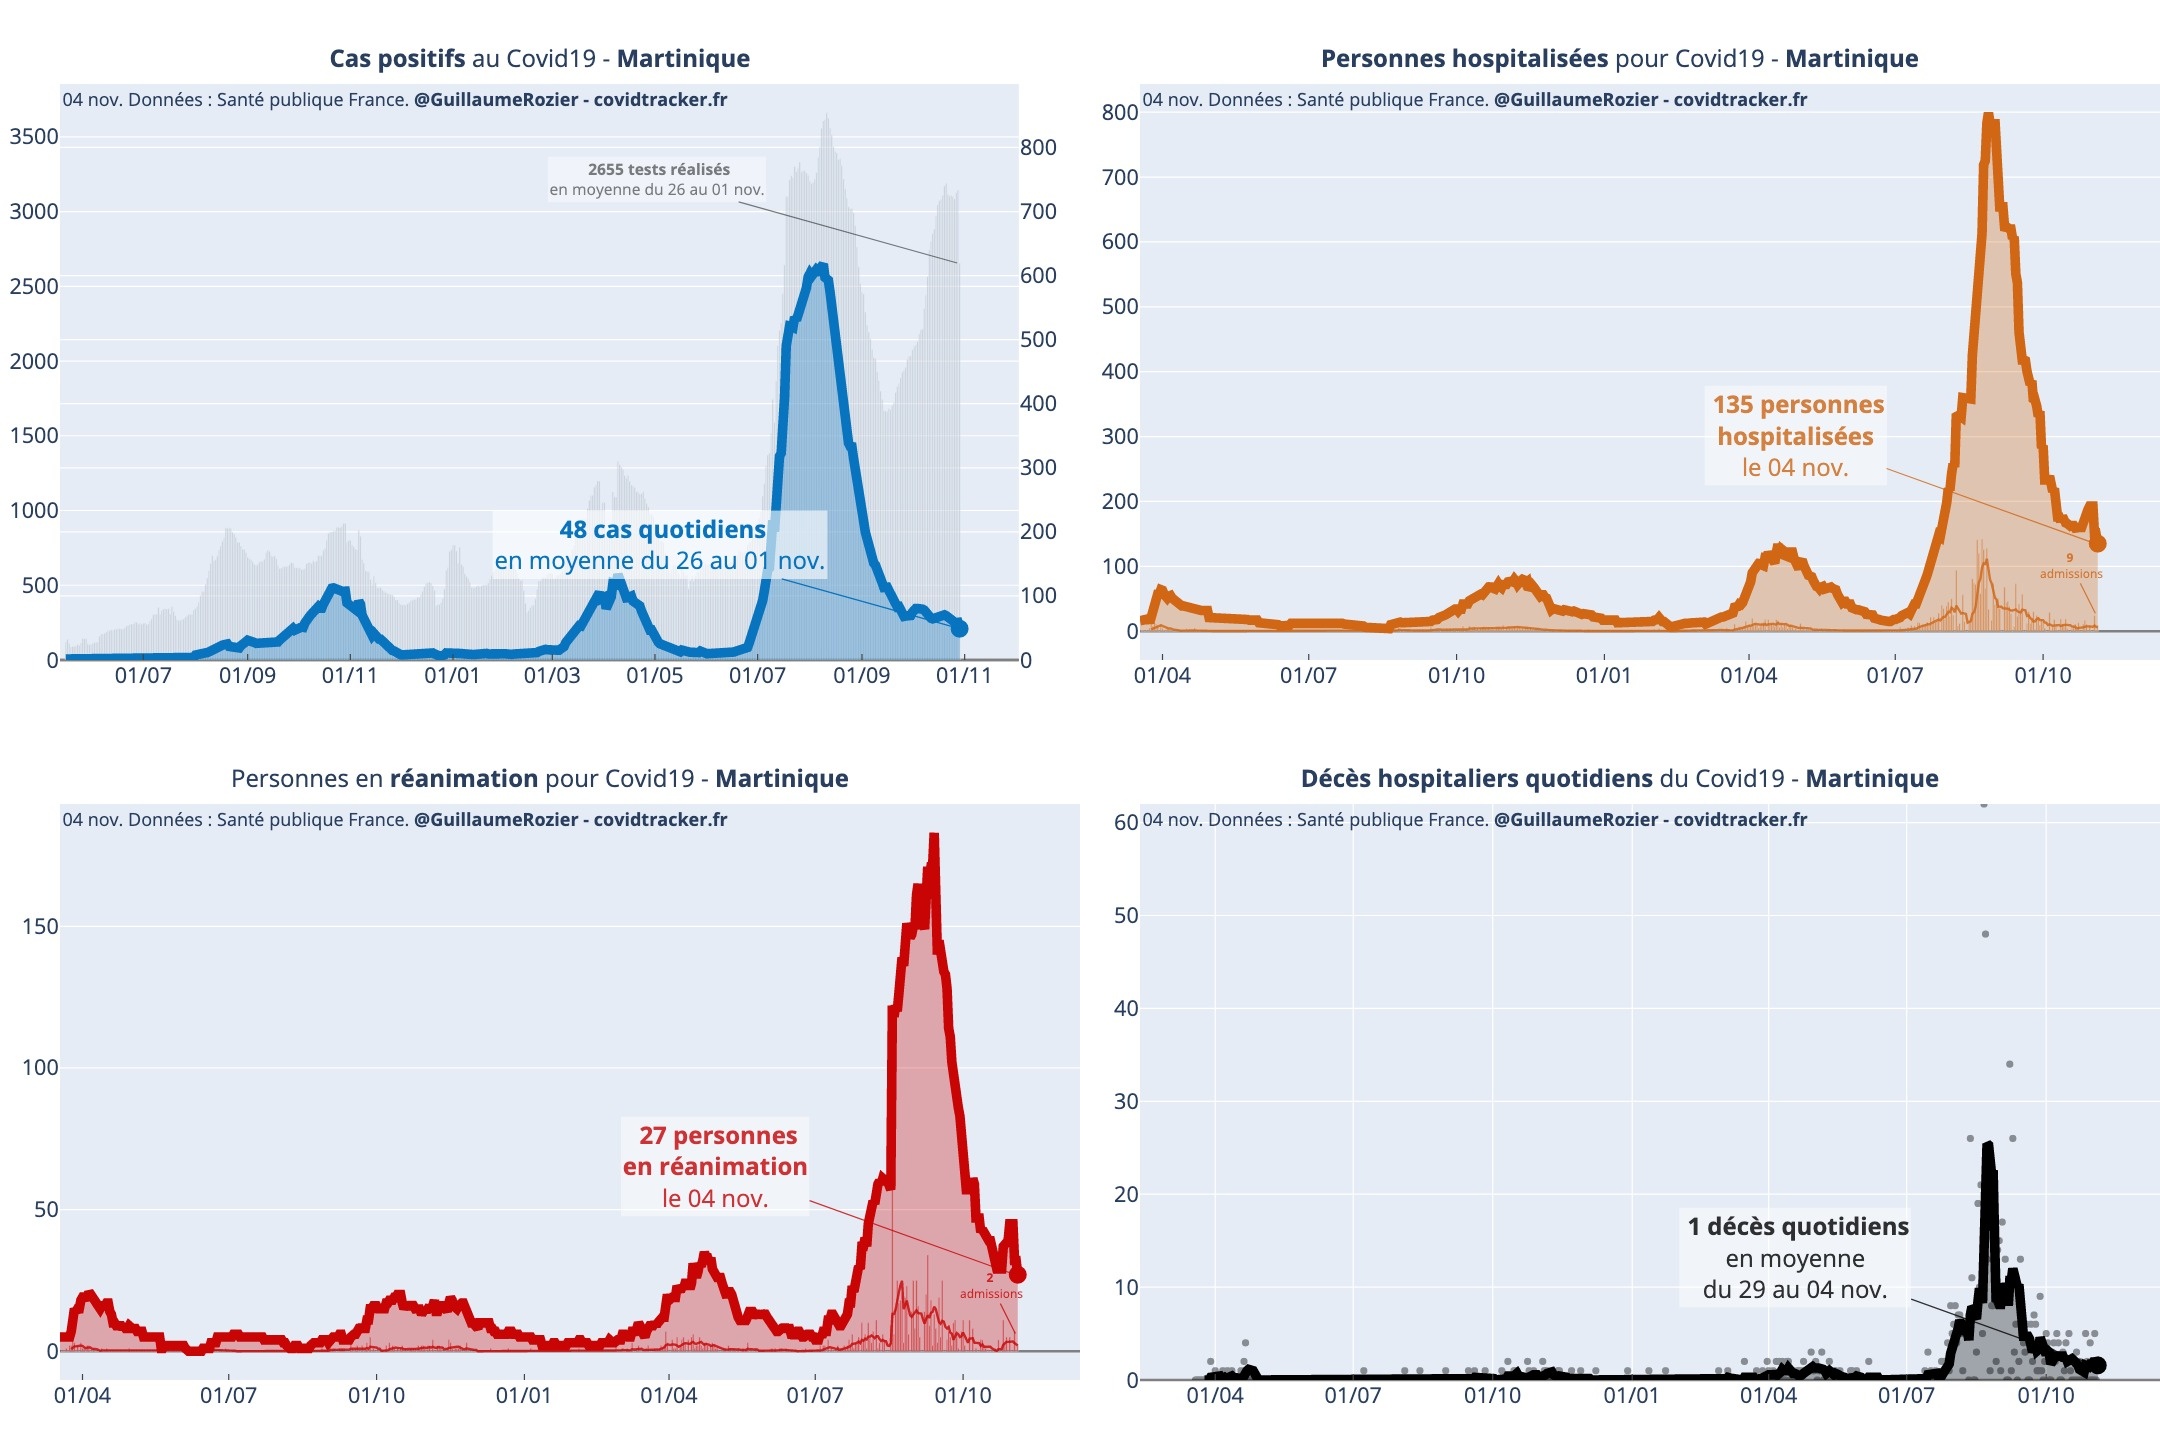 Cas positifs au Covid19 - Martinique
04 nov. Données : Santé publique France. @GuillaumeRozier - covidtracker.fr
3500
3000
2500
2000
1500
1000
500
0
800
700
600
500
400
300
200
100
0
2655 tests réalisés
en moyenne du 26 au 01 nov.
48 cas quotidiens
en moyenne du 26 au 01 nov.
01/07 01/09 01/11 01/01 01/03 01/05 01/07 01/09 01/11
Personnes hospitalisées pour Covid19 - Martinique
04 nov. Données : Santé publique France. @GuillaumeRozier - covidtracker.fr
800
700
600
500
400
300
200
100
0
135 personnes
hospitalisées
le 04 nov.
9
admissions
01/04 01/07 01/10 01/01 01/04 01/07 01/10
Personnes en réanimation pour Covid19 - Martinique
04 nov. Données : Santé publique France. @GuillaumeRozier - covidtracker.fr
150
100
50
0
27 personnes
en réanimation
le 04 nov.
2
admissions
01/04 01/07 01/10 01/01 01/04 01/07 01/10
Décès hospitaliers quotidiens du Covid19 - Martinique
04 nov. Données : Santé publique France. @GuillaumeRozier - covidtracker.fr
60
50
40
30
20
10
0
1 décès quotidiens
en moyenne
du 29 au 04 nov.
01/04 01/07 01/10 01/01 01/04 01/07 01/10